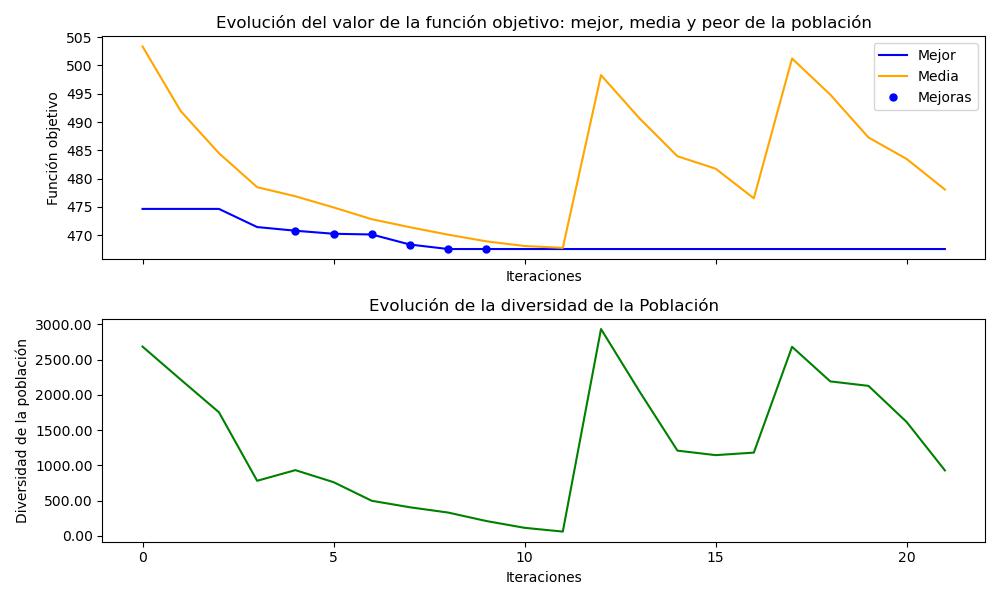 Evolución del valor de la función objetivo: mejor, media y peor de la población
505
500
495
490
485
480
475
470
Función objetivo
Mejor
Media
Mejoras
Iteraciones
Evolución de la diversidad de la Población
3000.00
2500.00
2000.00
1500.00
1000.00
500.00
0.00
Diversidad de la población
0 5 10 15 20
Iteraciones